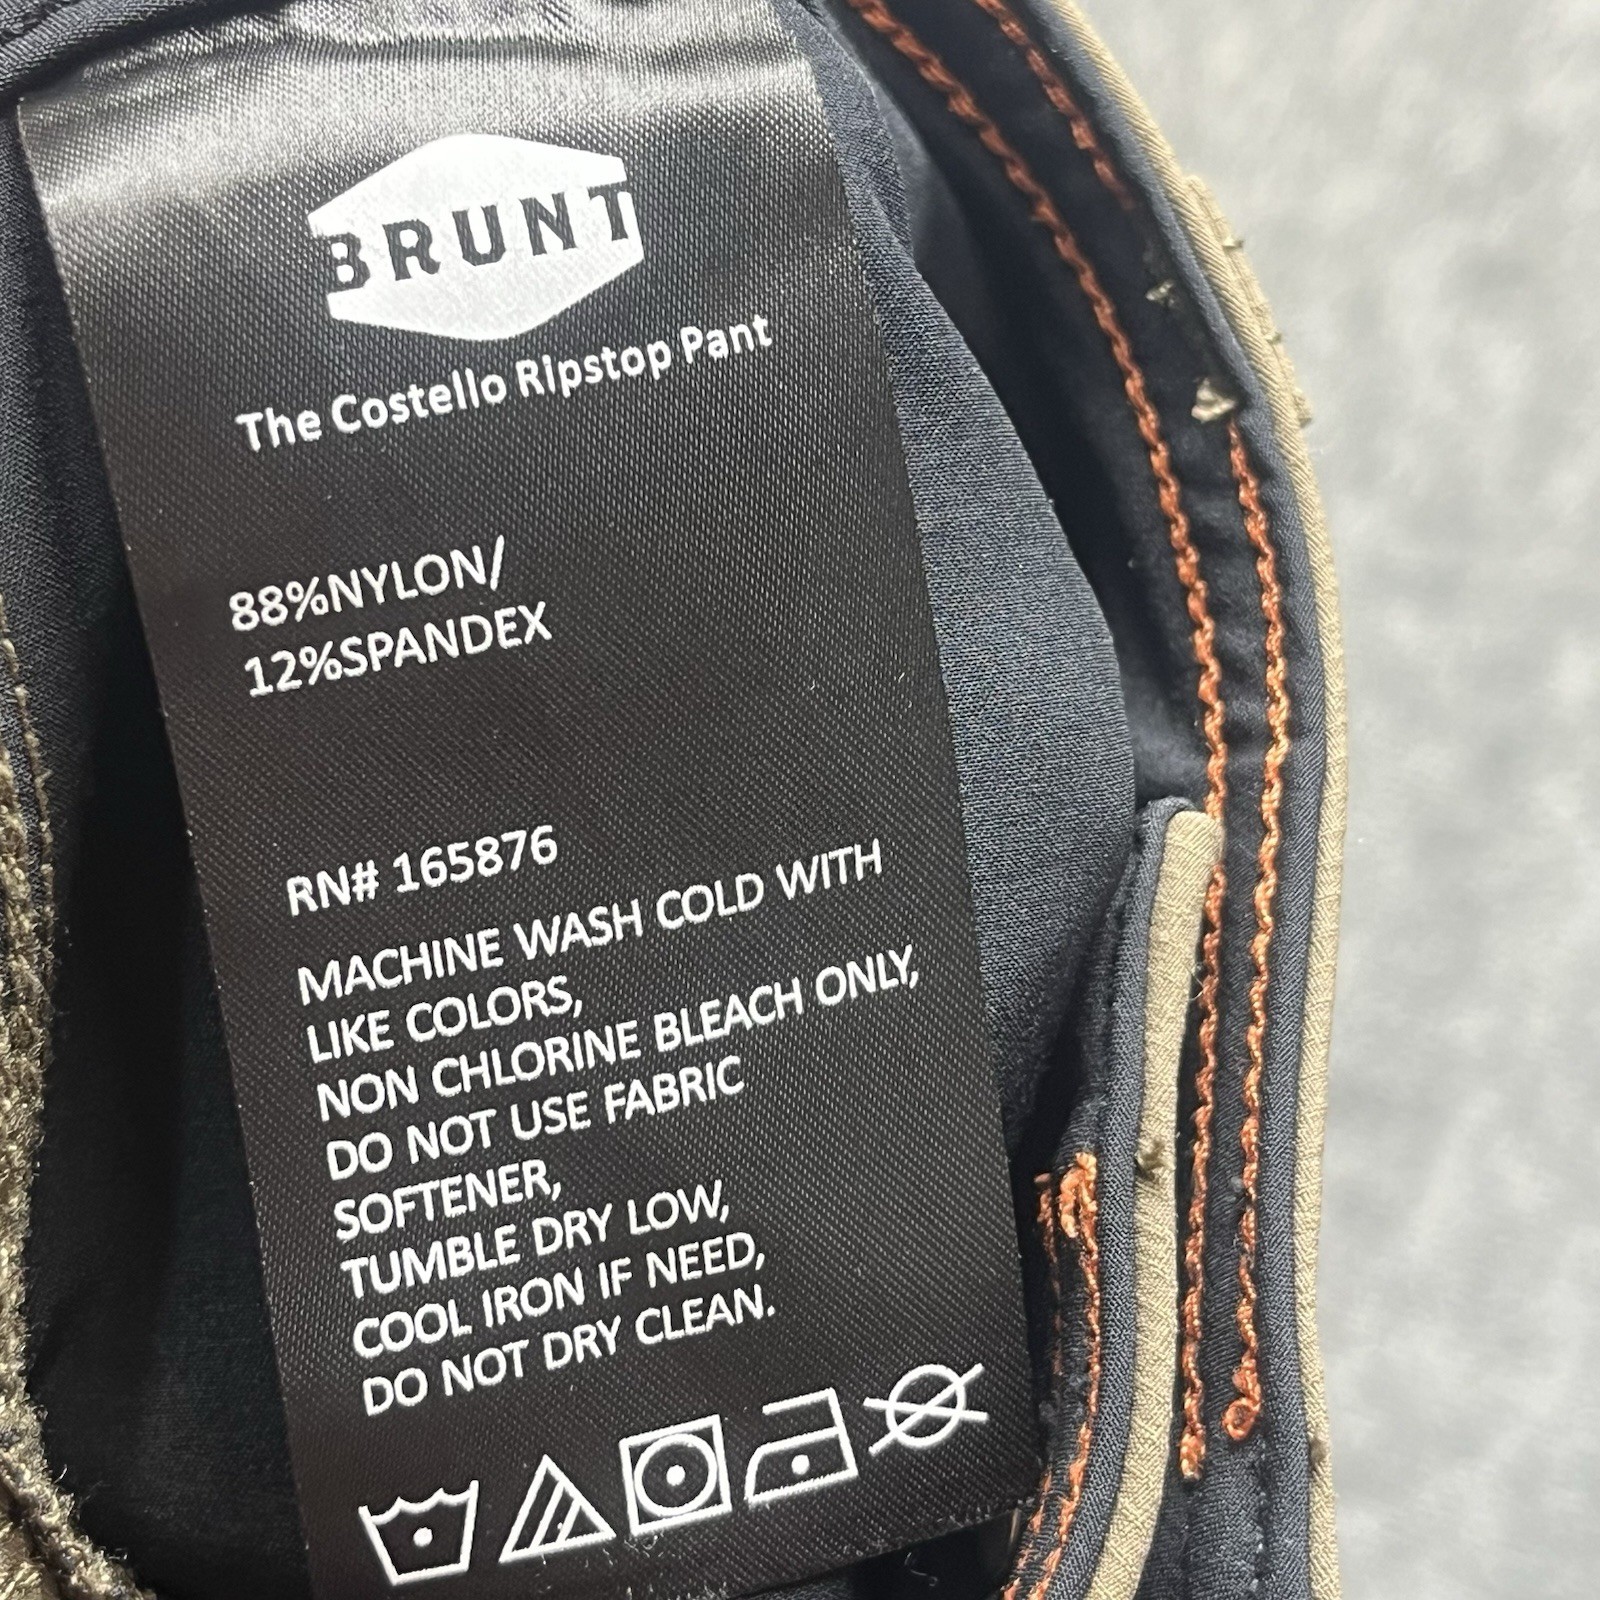 BRUNT
The Costello Ripstop Pant
88%NYLON/
12%SPANDEX
RN# 165876
MACHINE WASH COLD WITH
LIKE COLORS,
NON CHLORINE BLEACH ONLY,
DO NOT USE FABRIC
SOFTENER,
TUMBLE DRY LOW,
COOL IRON IF NEED,
DO NOT DRY CLEAN.